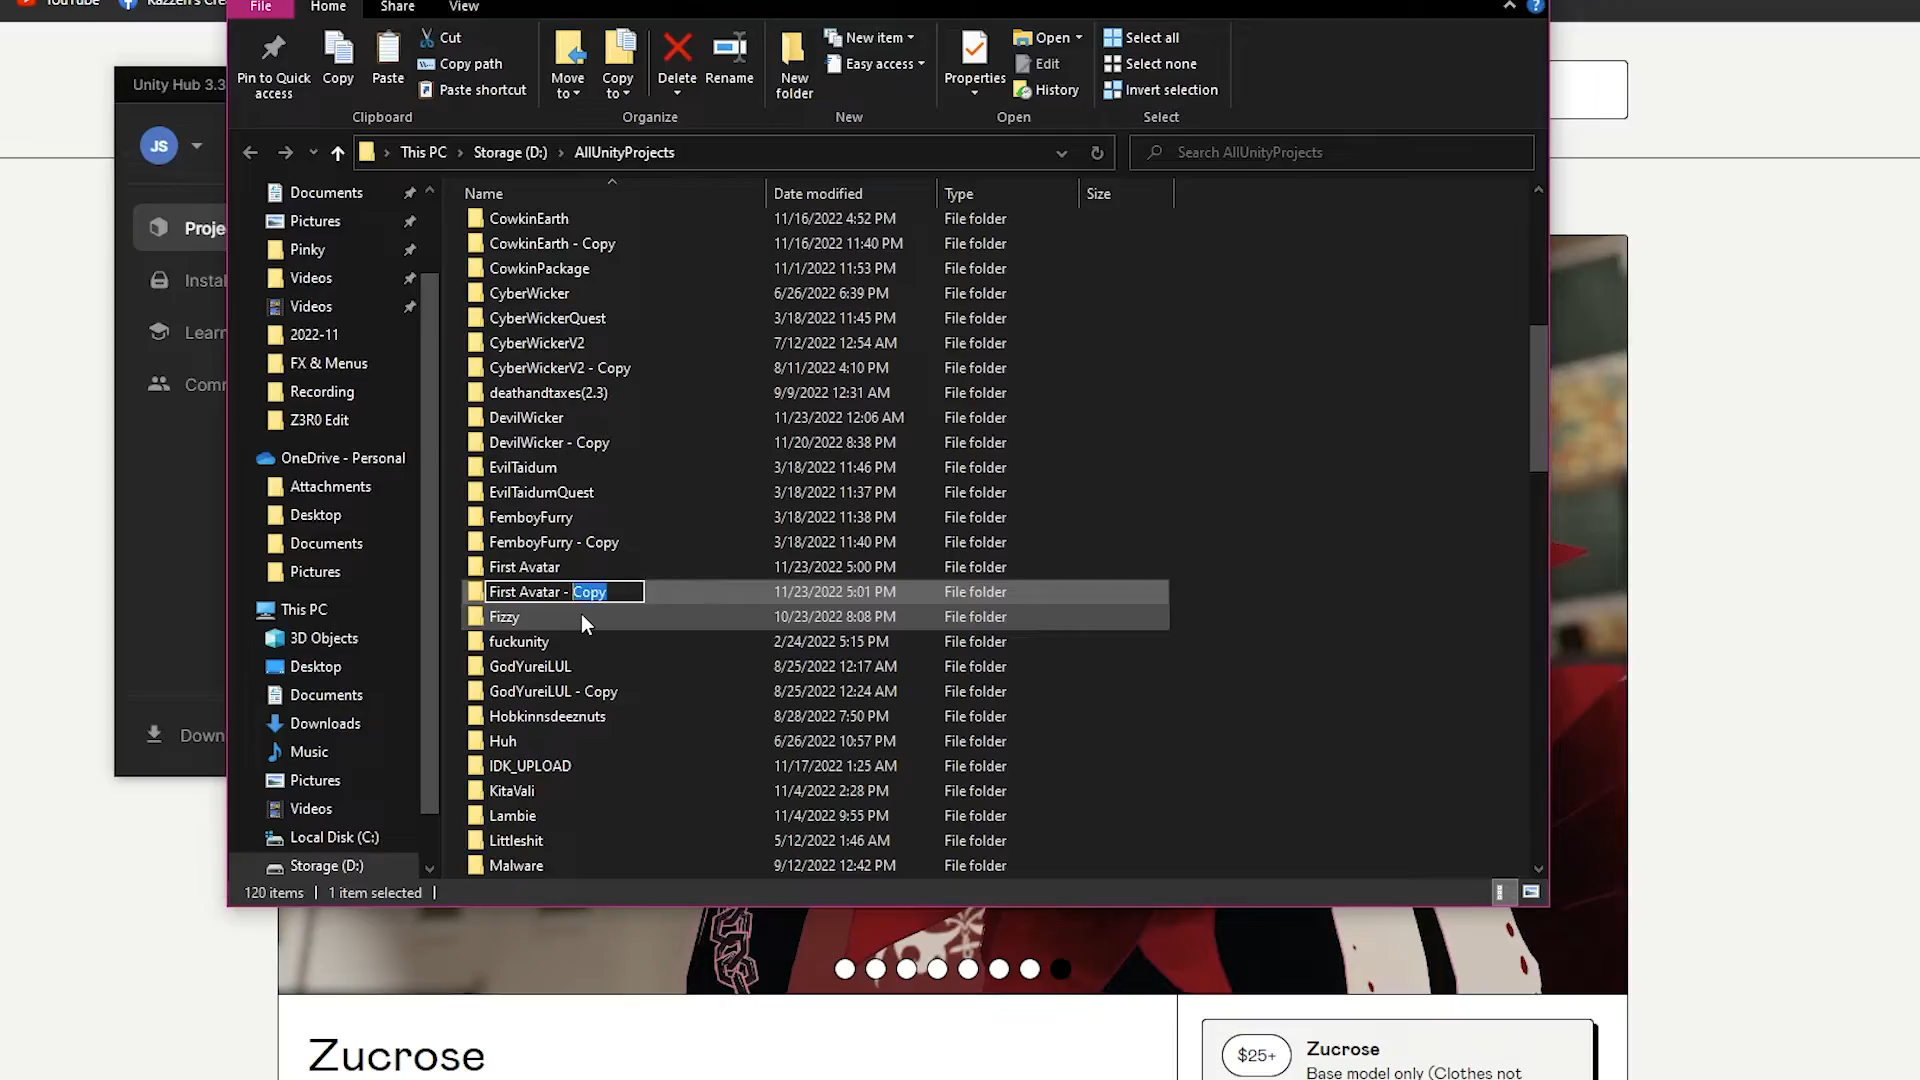 YouTube Kazzen's Cre
File Home Share View
Unity Hub 3.3
JS
Proje
Instal
Learn
Comr
Down
Pin to Quick access
Copy
Paste
Cut
Copy path
Paste shortcut
Clipboard
Move to
Copy to
Delete
Rename
Organize
New folder
New item
Easy access
New
Properties
Open
Edit
History
Open
Select all
Select none
Invert selection
Select
This PC Storage (D:) AllUnityProjects
Search AllUnityProjects
Documents
Pictures
Pinky
Videos
Videos
2022-11
FX & Menus
Recording
Z3R0 Edit
OneDrive - Personal
Attachments
Desktop
Documents
Pictures
This PC
3D Objects
Desktop
Documents
Downloads
Music
Pictures
Videos
Local Disk (C:)
Storage (D:)
Name Date modified Type Size
CowkinEarth 11/16/2022 4:52 PM File folder
CowkinEarth - Copy 11/16/2022 11:40 PM File folder
CowkinPackage 11/1/2022 11:53 PM File folder
CyberWicker 6/26/2022 6:39 PM File folder
CyberWickerQuest 3/18/2022 11:45 PM File folder
CyberWickerV2 7/12/2022 12:54 AM File folder
CyberWickerV2 - Copy 8/11/2022 4:10 PM File folder
deathandtaxes(2.3) 9/9/2022 12:31 AM File folder
DevilWicker 11/23/2022 12:06 AM File folder
DevilWicker - Copy 11/20/2022 8:38 PM File folder
EvilTaidum 3/18/2022 11:46 PM File folder
EvilTaidumQuest 3/18/2022 11:37 PM File folder
FemboyFurry 3/18/2022 11:38 PM File folder
FemboyFurry - Copy 3/18/2022 11:40 PM File folder
First Avatar 11/23/2022 5:00 PM File folder
First Avatar - Copy 11/23/2022 5:01 PM File folder
Fizzy 10/23/2022 8:08 PM File folder
fuckunity 2/24/2022 5:15 PM File folder
GodYureiLUL 8/25/2022 12:17 AM File folder
GodYureiLUL - Copy 8/25/2022 12:24 AM File folder
Hobkinnsdeeznuts 8/28/2022 7:50 PM File folder
Huh 6/26/2022 10:57 PM File folder
IDK_UPLOAD 11/17/2022 1:25 AM File folder
KitaVali 11/4/2022 2:28 PM File folder
Lambie 11/4/2022 9:55 PM File folder
Littleshit 5/12/2022 1:46 AM File folder
Malware 9/12/2022 12:42 PM File folder
120 items 1 item selected
Zucrose
$25+
Zucrose
Base model only (Clothes not